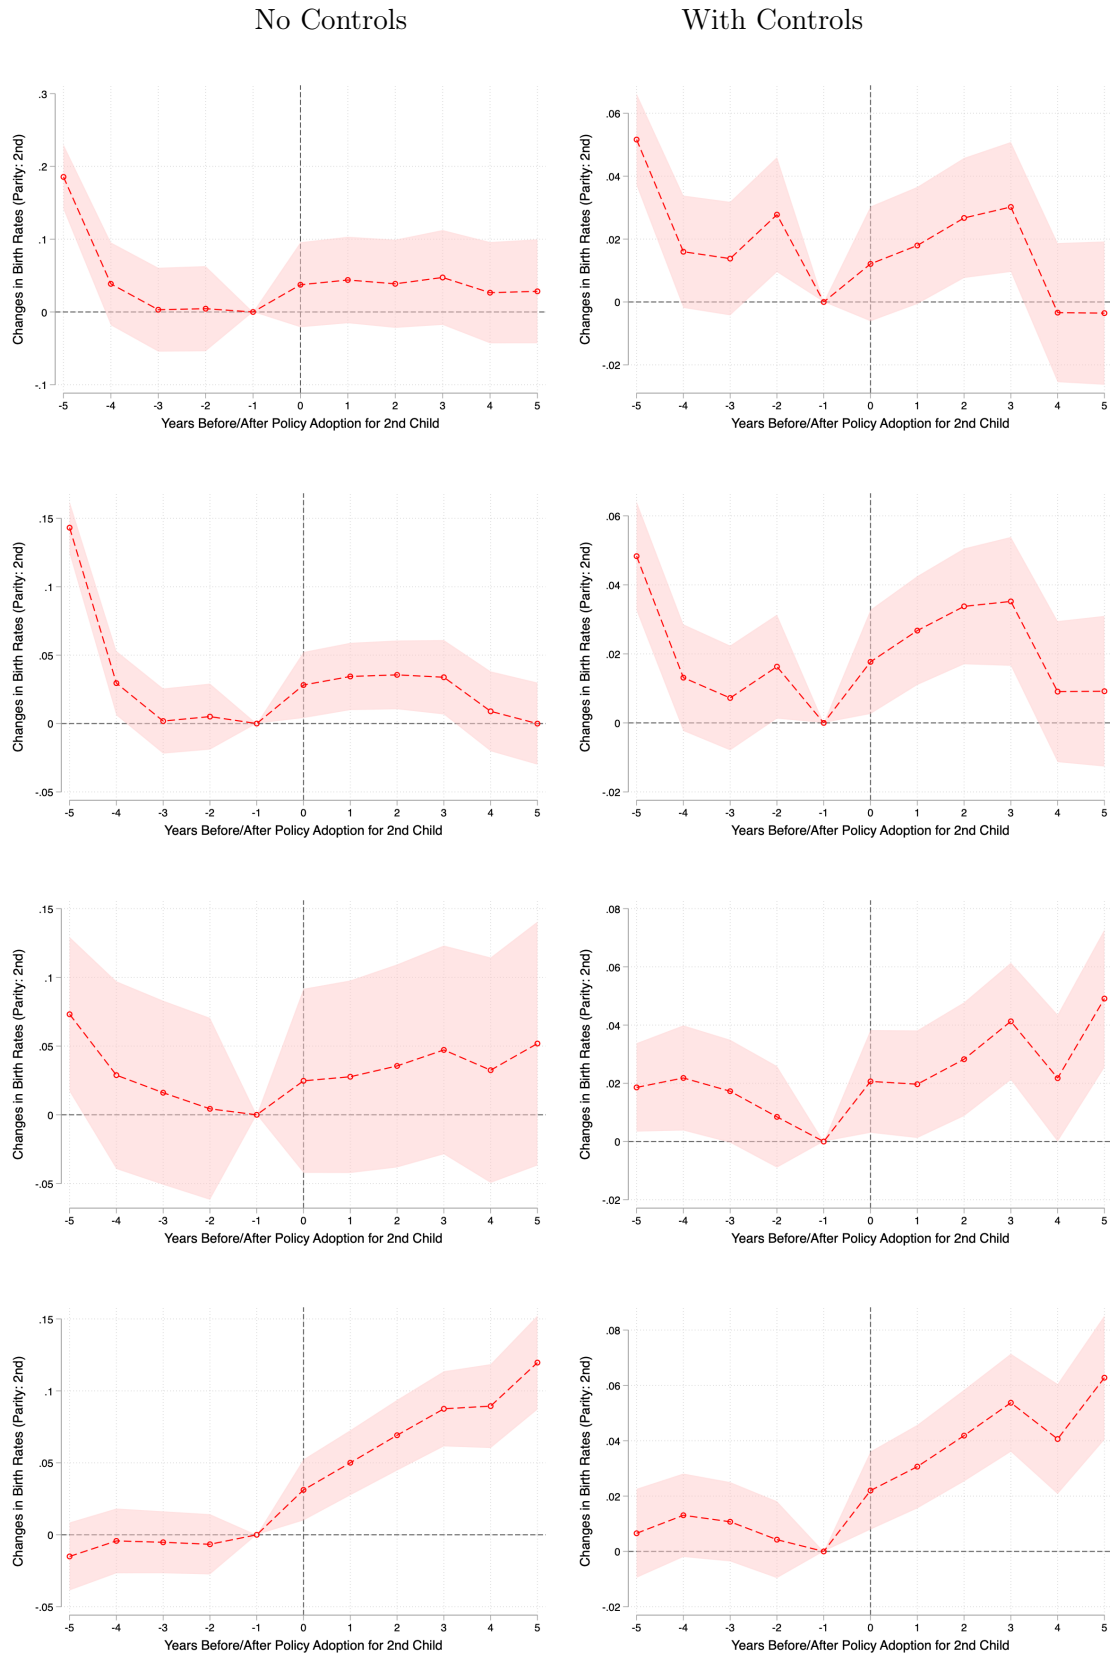 No Controls
With Controls
Changes in Birth Rates (Parity: 2nd)
.3
.2
.1
0
-.1
-5 -4 -3 -2 -1 0 1 2 3 4 5
Years Before/After Policy Adoption for 2nd Child
Changes in Birth Rates (Parity: 2nd)
.06
.04
.02
0
-.02
-5 -4 -3 -2 -1 0 1 2 3 4 5
Years Before/After Policy Adoption for 2nd Child
Changes in Birth Rates (Parity: 2nd)
.15
.1
.05
0
-.05
-5 -4 -3 -2 -1 0 1 2 3 4 5
Years Before/After Policy Adoption for 2nd Child
Changes in Birth Rates (Parity: 2nd)
.06
.04
.02
0
-.02
-5 -4 -3 -2 -1 0 1 2 3 4 5
Years Before/After Policy Adoption for 2nd Child
Changes in Birth Rates (Parity: 2nd)
.15
.1
.05
0
-.05
-5 -4 -3 -2 -1 0 1 2 3 4 5
Years Before/After Policy Adoption for 2nd Child
Changes in Birth Rates (Parity: 2nd)
.08
.06
.04
.02
0
-.02
-5 -4 -3 -2 -1 0 1 2 3 4 5
Years Before/After Policy Adoption for 2nd Child
Changes in Birth Rates (Parity: 2nd)
.15
.1
.05
0
-.05
-5 -4 -3 -2 -1 0 1 2 3 4 5
Years Before/After Policy Adoption for 2nd Child
Changes in Birth Rates (Parity: 2nd)
.08
.06
.04
.02
0
-.02
-5 -4 -3 -2 -1 0 1 2 3 4 5
Years Before/After Policy Adoption for 2nd Child